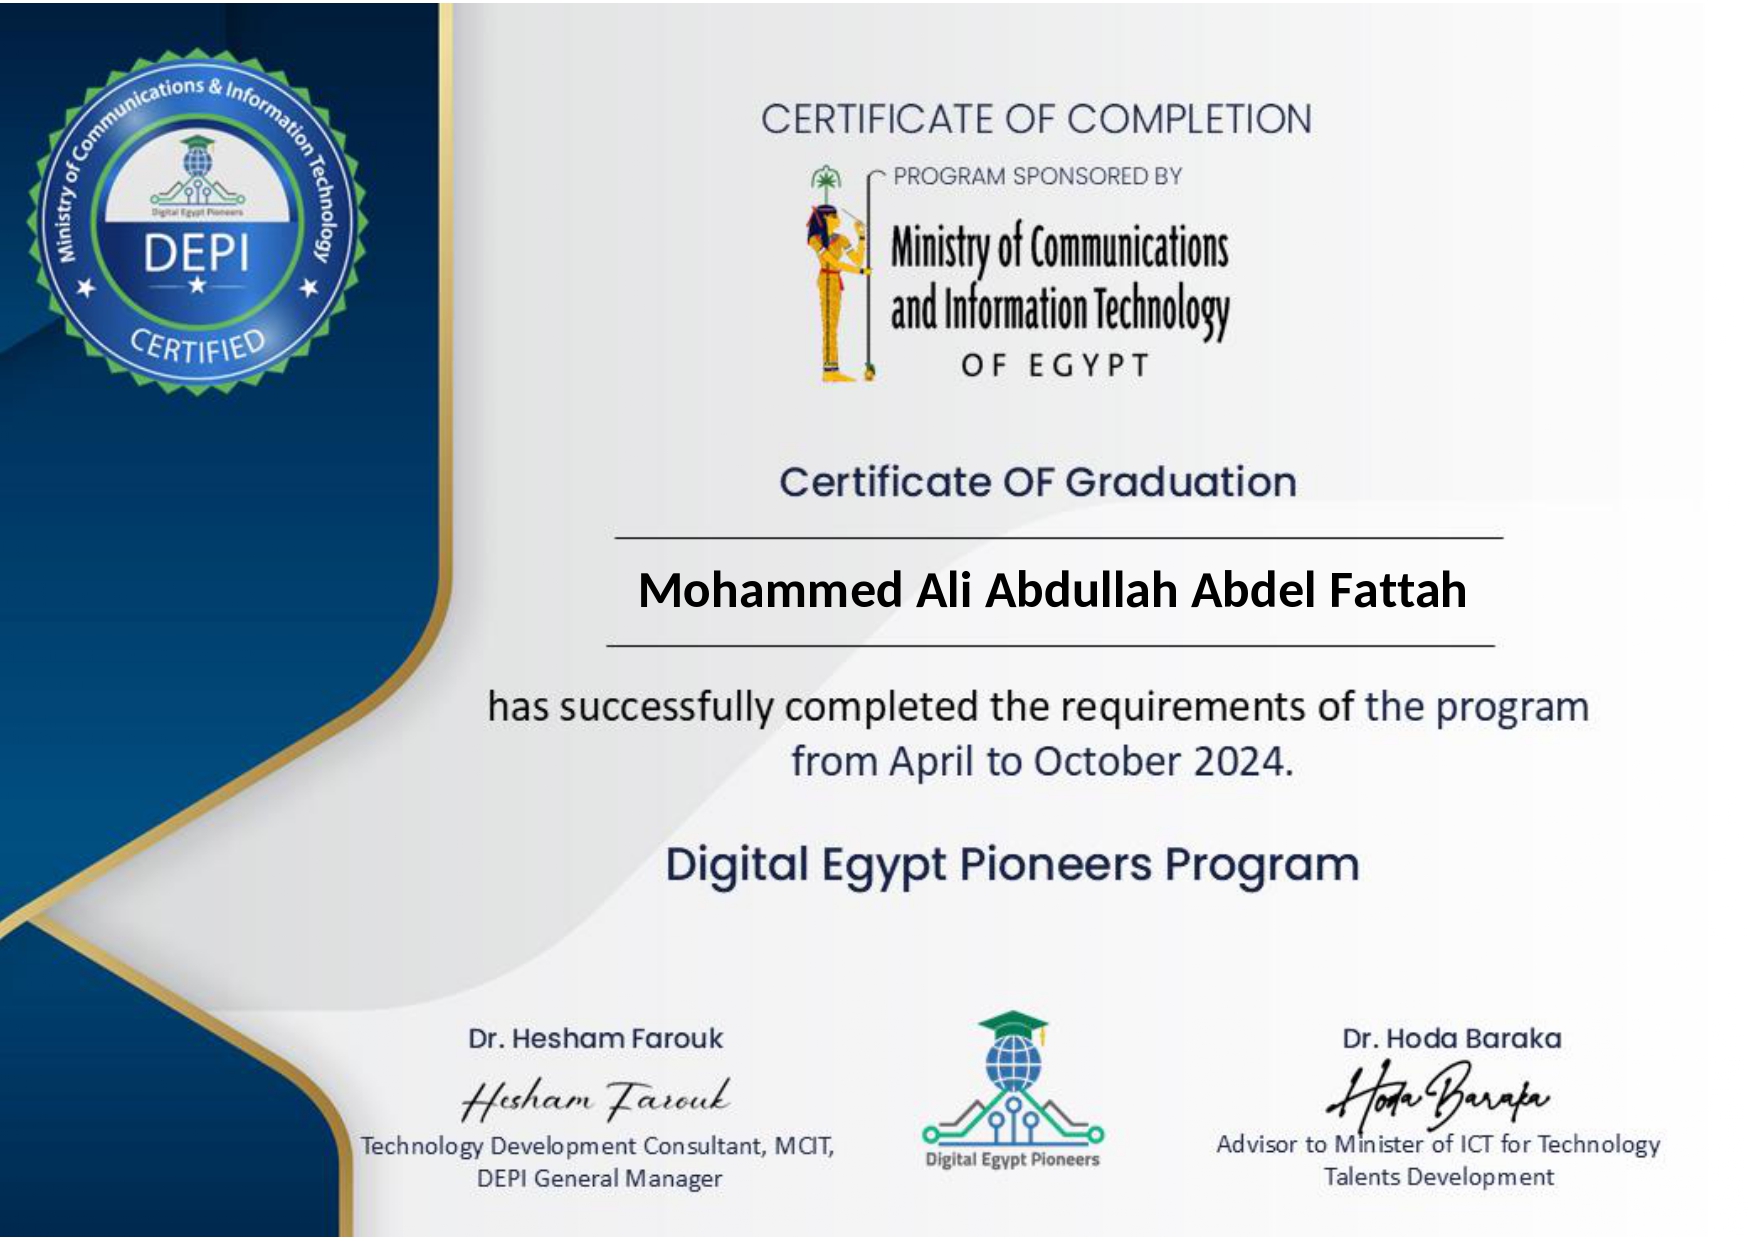 Ministry of Communications & Information Technology
Digital Egypt Pioneers
DEPI
CERTIFIED
CERTIFICATE OF COMPLETION
PROGRAM SPONSORED BY
Ministry of Communications
and Information Technology
OF EGYPT
Certificate OF Graduation
Mohammed Ali Abdullah Abdel Fattah
has successfully completed the requirements of the program
from April to October 2024.
Digital Egypt Pioneers Program
Dr. Hesham Farouk
Hesham Farouk
Technology Development Consultant, MCIT,
DEPI General Manager
Digital Egypt Pioneers
Dr. Hoda Baraka
Hoda Baraka
Advisor to Minister of ICT for Technology
Talents Development